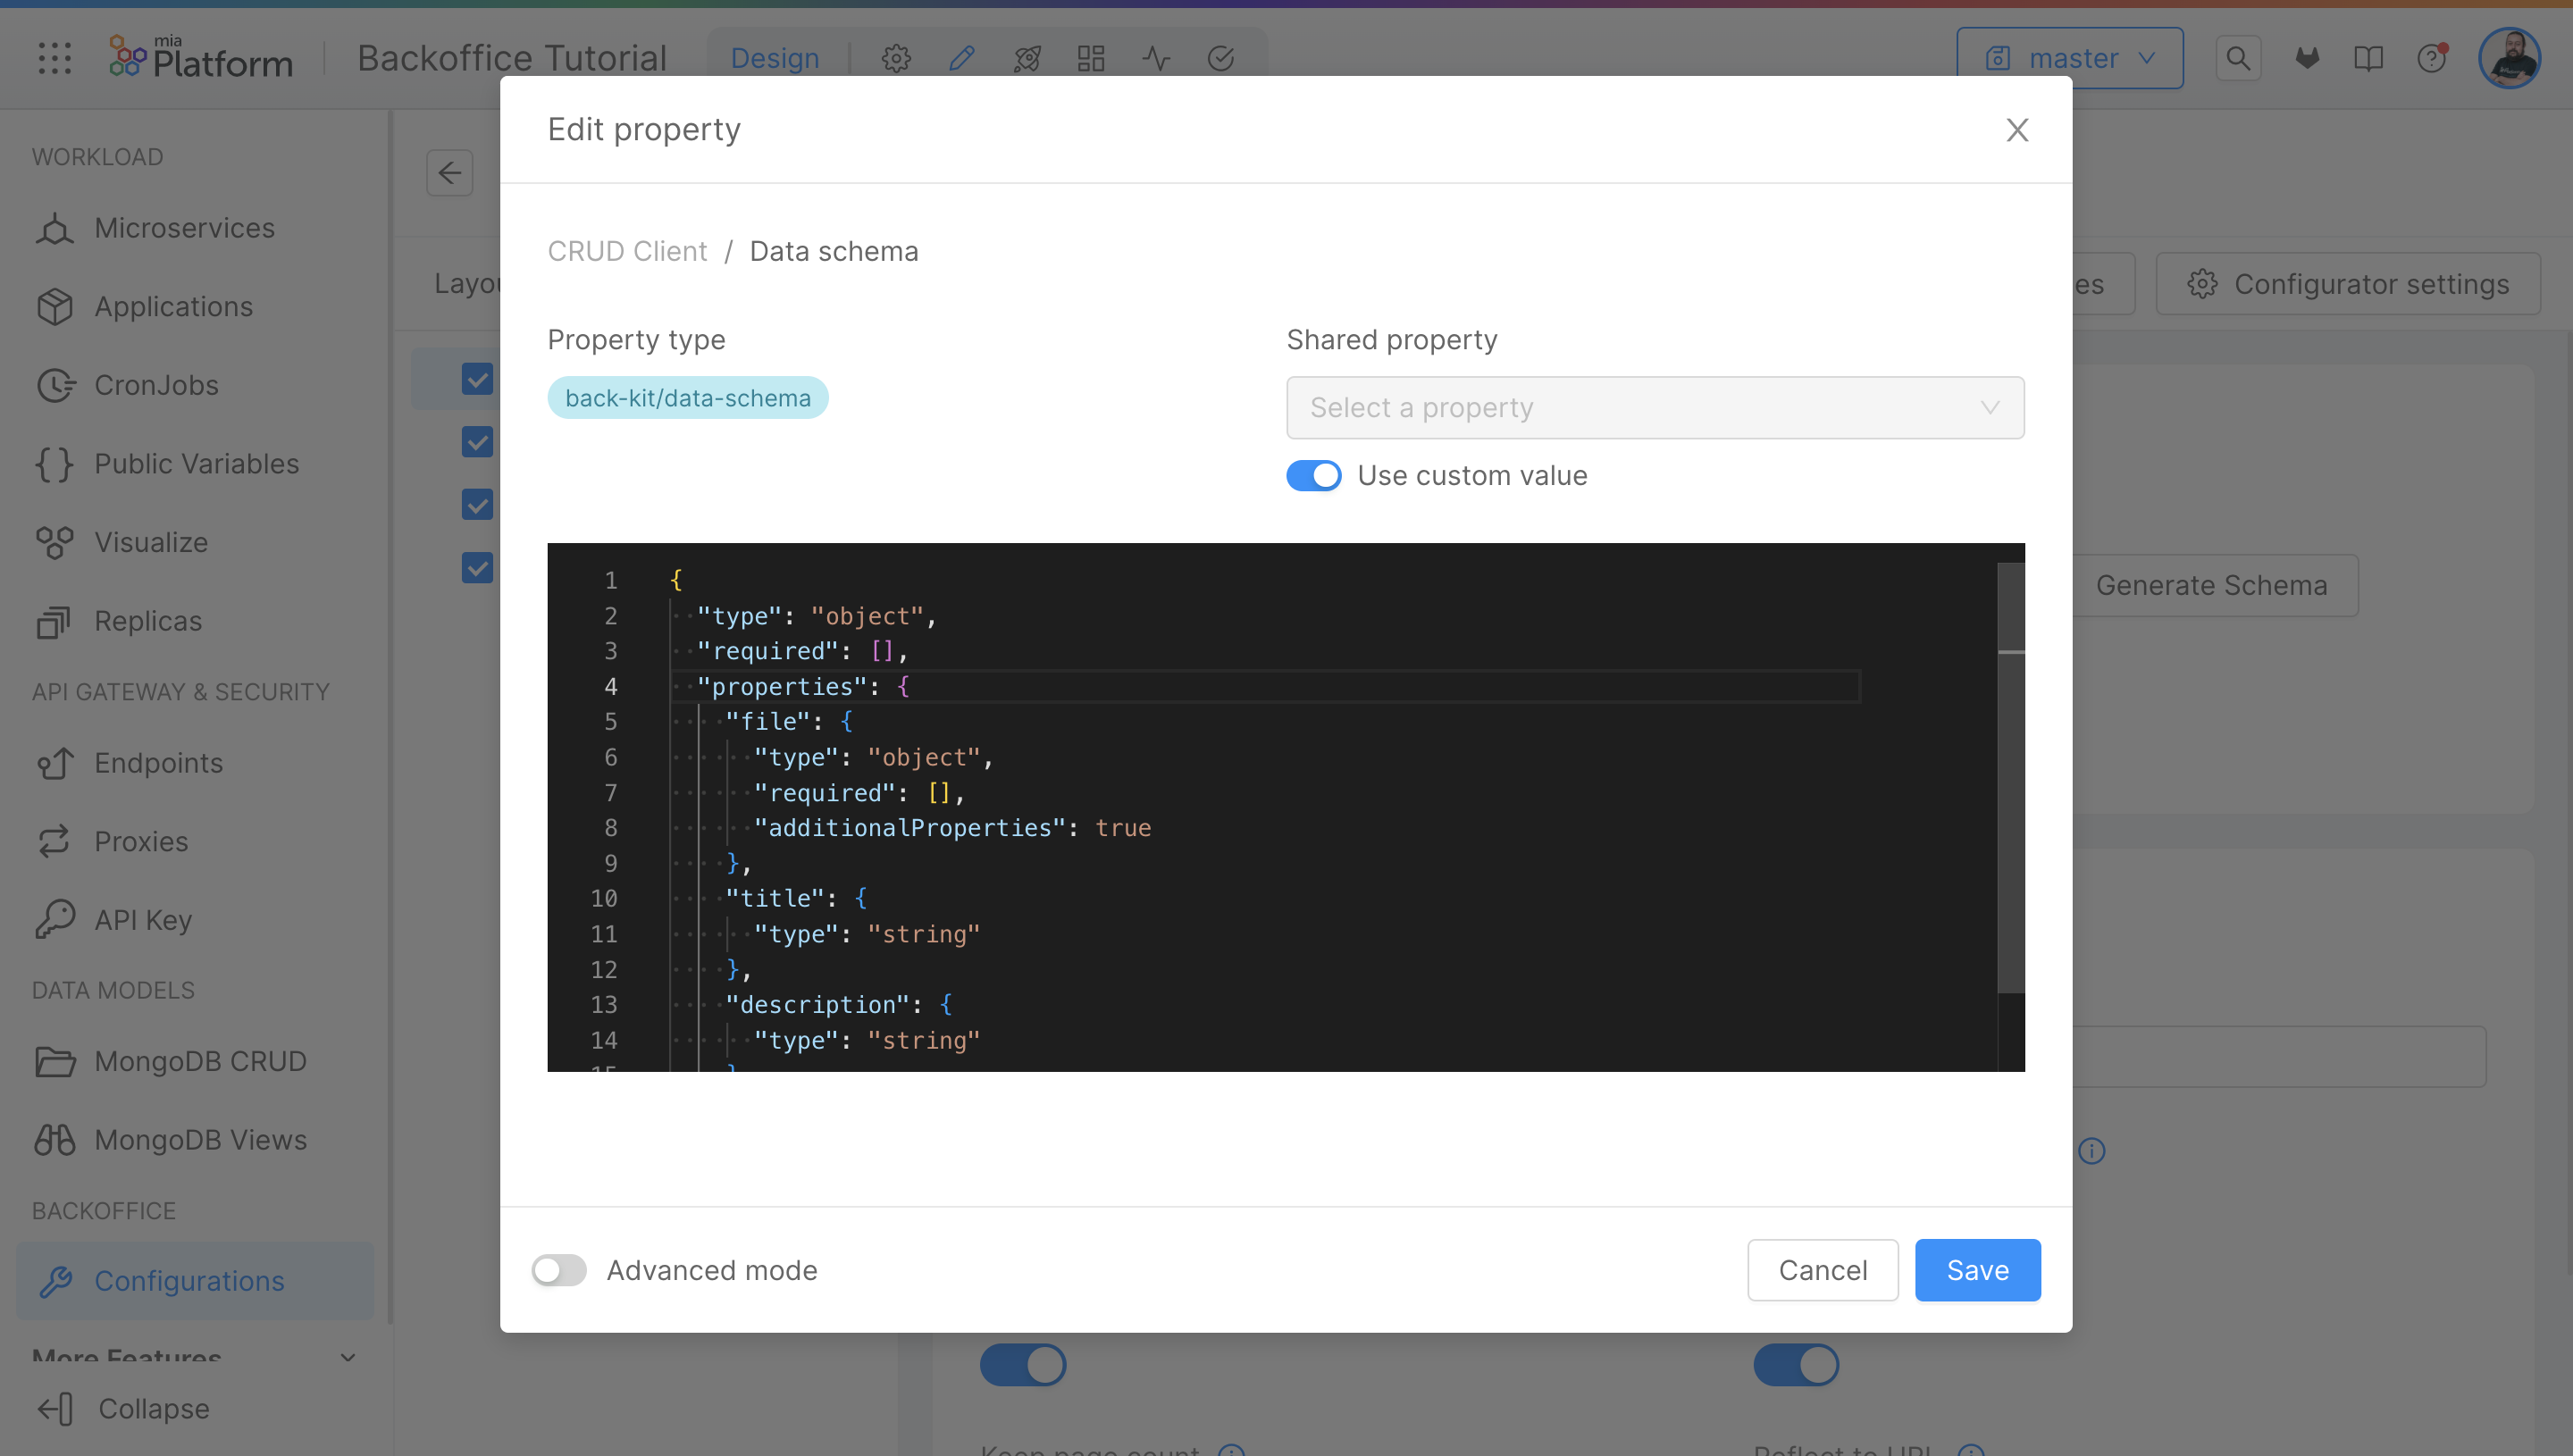 mia
Platform
Backoffice Tutorial
Design
master
WORKLOAD
Microservices
Applications
CronJobs
Public Variables
Visualize
Replicas
API GATEWAY & SECURITY
Endpoints
Proxies
API Key
DATA MODELS
MongoDB CRUD
MongoDB Views
BACKOFFICE
Configurations
More Features
Collapse
Layou
es
Configurator settings
Generate Schema
Edit property
CRUD Client / Data schema
Property type
back-kit/data-schema
Shared property
Select a property
Use custom value
1 {
2 "type": "object",
3 "required": [],
4 "properties": {
5 "file": {
6 "type": "object",
7 "required": [],
8 "additionalProperties": true
9 },
10 "title": {
11 "type": "string"
12 },
13 "description": {
14 "type": "string"
15 }
Advanced mode
Cancel
Save
Keep page count
Reflect to URL